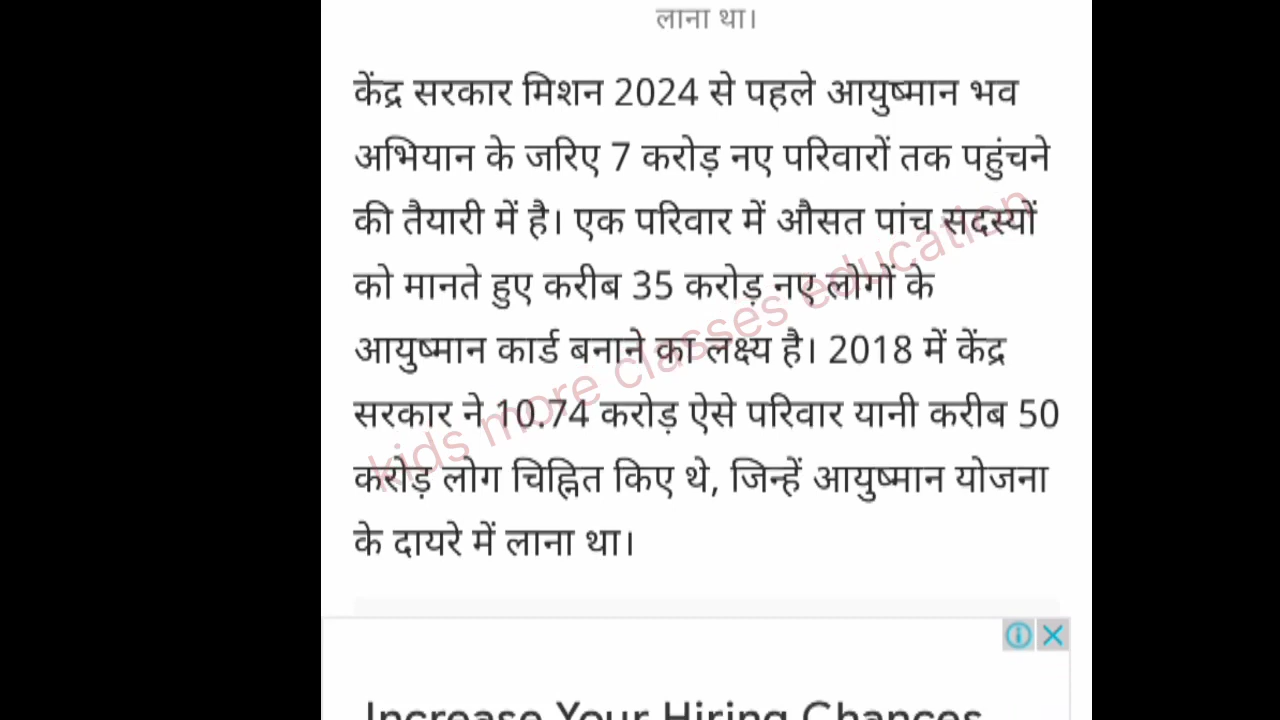 लाना था।
केंद्र सरकार मिशन 2024 से पहले आयुष्मान भव
अभियान के जरिए 7 करोड़ नए परिवारों तक पहुंचने
की तैयारी में है। एक परिवार में औसत पांच सदस्यों
को मानते हुए करीब 35 करोड़ नए लोगों के
आयुष्मान कार्ड बनाने का लक्ष्य है। 2018 में केंद्र
सरकार ने 10.74 करोड़ ऐसे परिवार यानी करीब 50
करोड़ लोग चिह्नित किए थे, जिन्हें आयुष्मान योजना
के दायरे में लाना था।
kids more classes education
Increase Your Hiring Chances